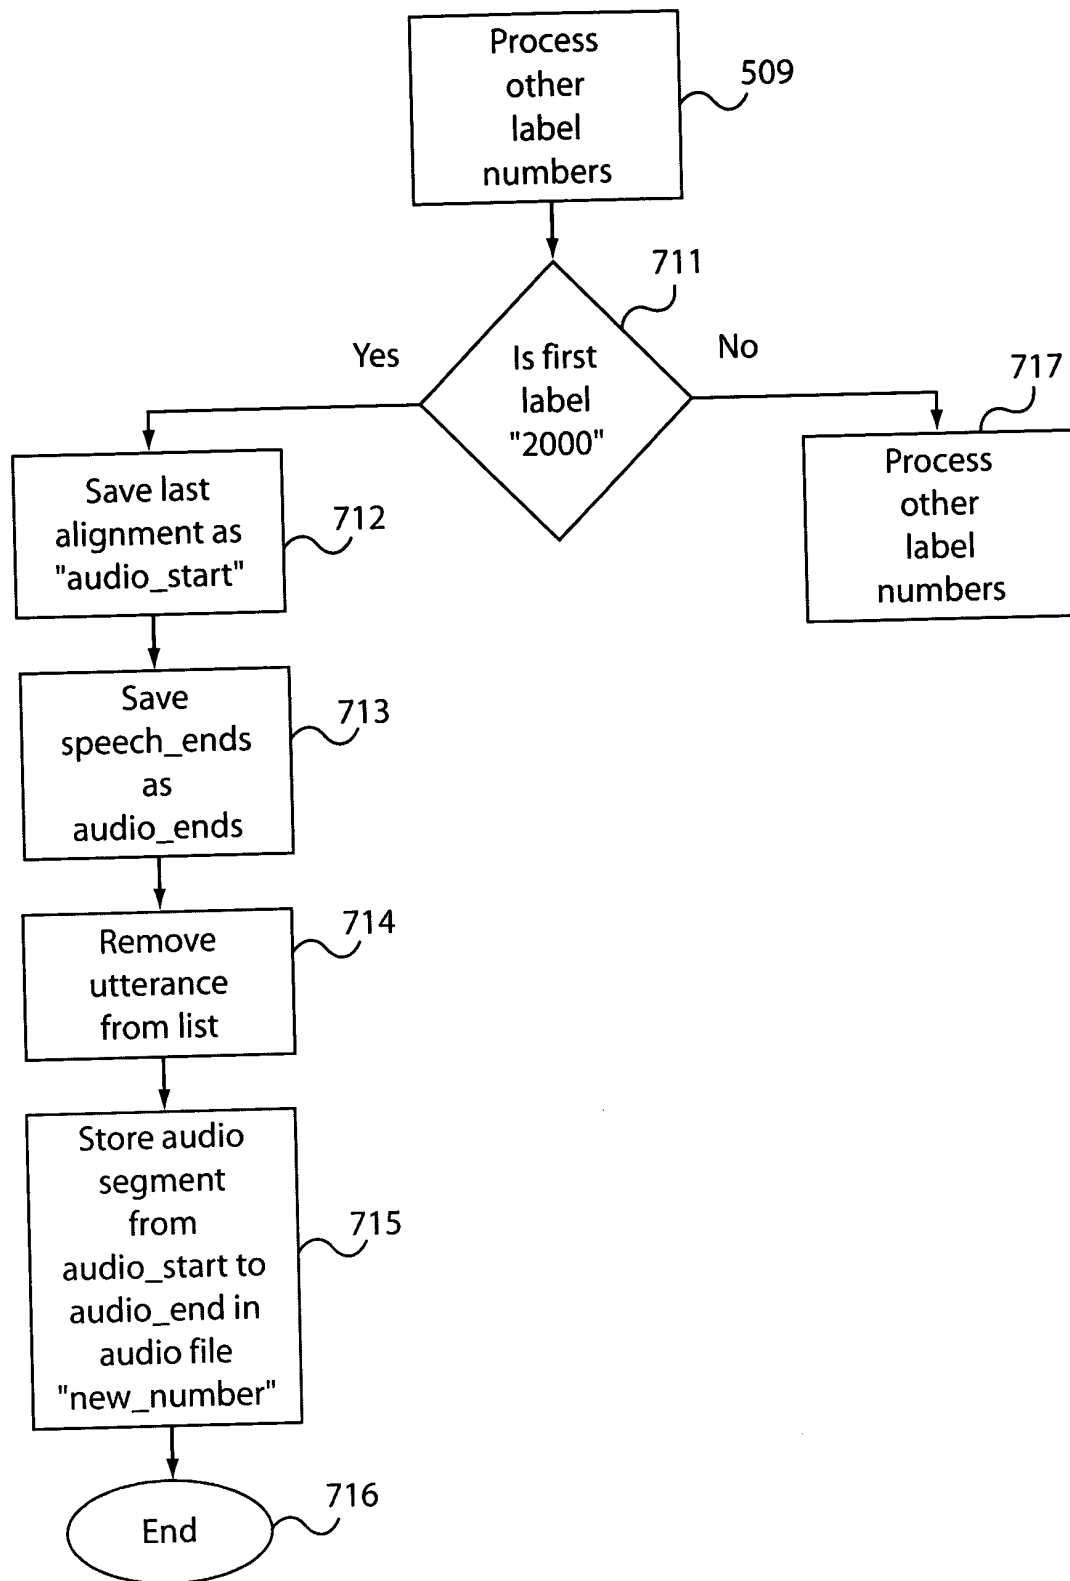 Process
other
label
numbers
509
711
Yes
Is first
label
"2000"
No
717
Process
other
label
numbers
Save last
alignment as
"audio_start"
712
Save
speech_ends
as
audio_ends
713
Remove
utterance
from list
714
Store audio
segment
from
audio_start to
audio_end in
audio file
"new_number"
715
End
716